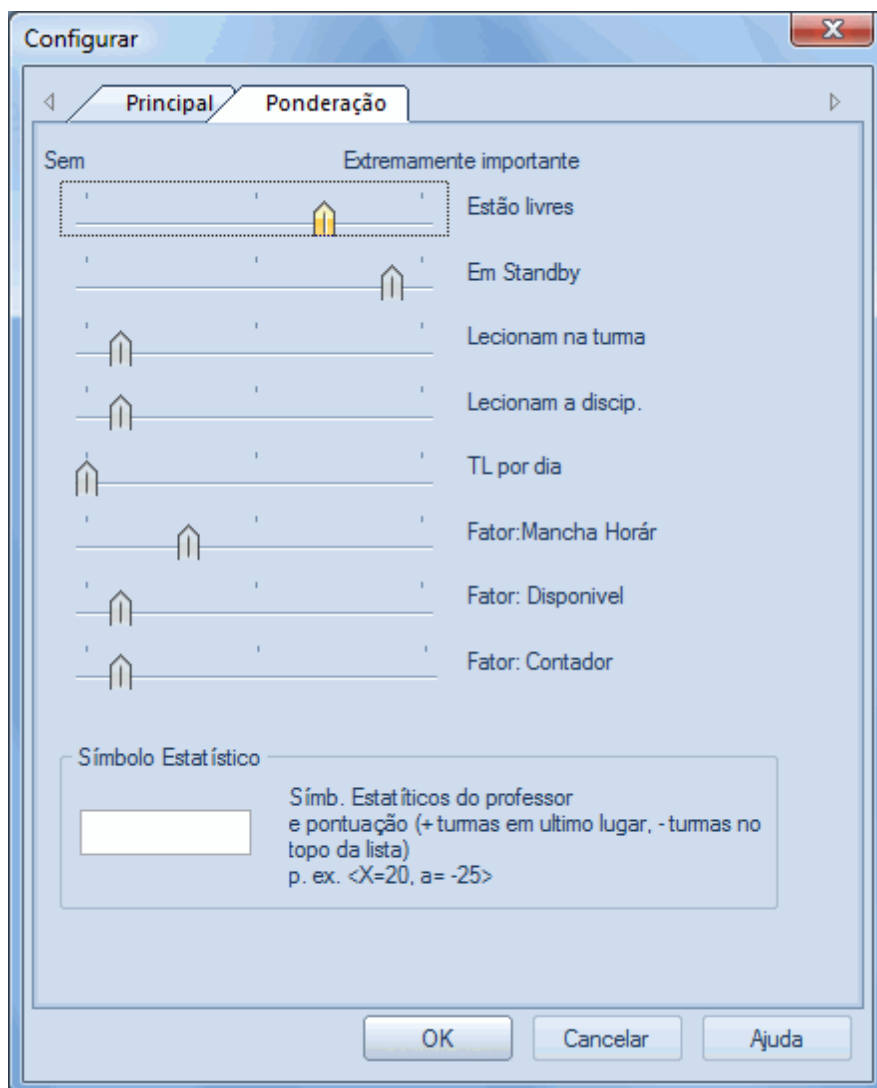 Configurar
Principal
Ponderação
Sem
Extremamente importante
Estão livres
Em Standby
Lecionam na turma
Lecionam a discip.
TL por dia
Fator:Mancha Horár
Fator: Disponivel
Fator: Contador
Símbolo Estatístico
Símb. Estatíticos do professor
e pontuação (+ turmas em ultimo lugar, - turmas no
topo da lista)
p. ex. <X=20, a= -25>
OK
Cancelar
Ajuda